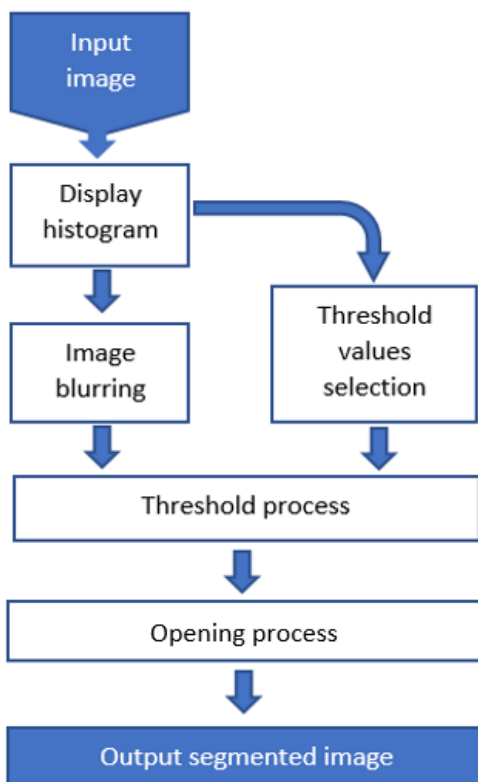 Input
image
Display
histogram
Threshold
values
selection
Image
blurring
Threshold process
Opening process
Output segmented image